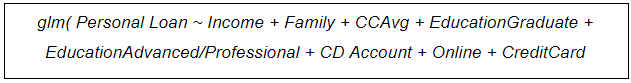 glm( Personal Loan ~ Income + Family + CCAvg + EducationGraduate +
EducationAdvanced/Professional + CD Account + Online + CreditCard